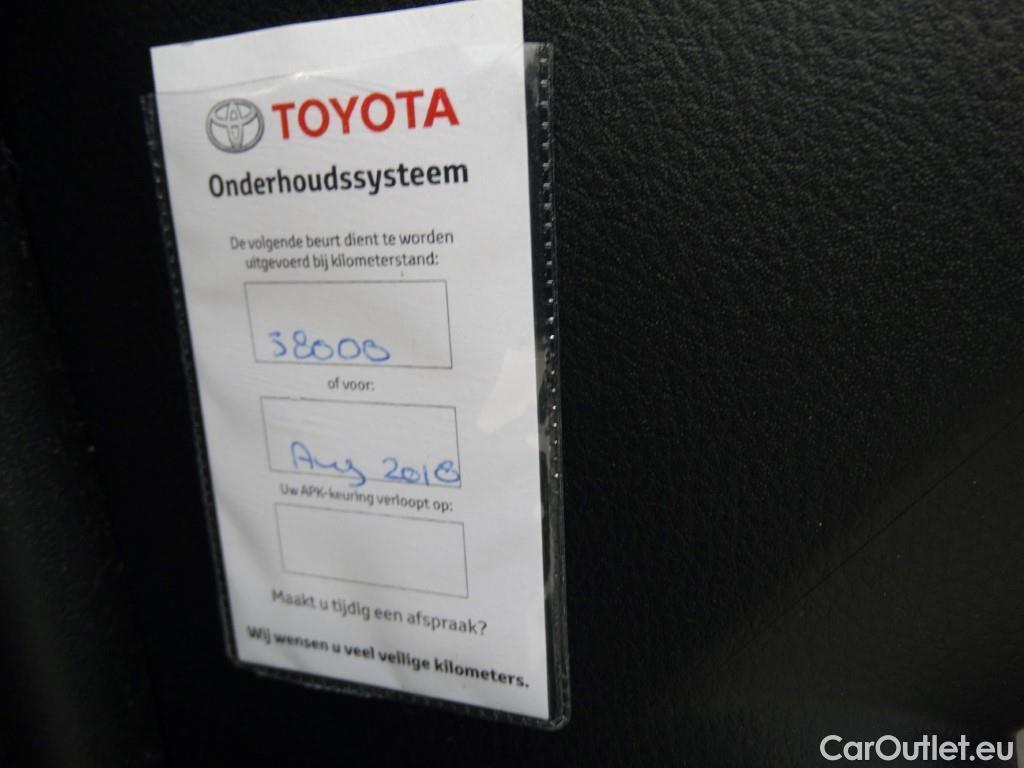 TOYOTA
Onderhoudssysteem
De volgende beurt dient te worden
uitgevoerd bij kilometerstand:
38000
of voor:
Aug 2018
Uw APK-keuring verloopt op:
Maakt u tijdig een afspraak?
Wij wensen u veel veilige kilometers.
CarOutlet.eu